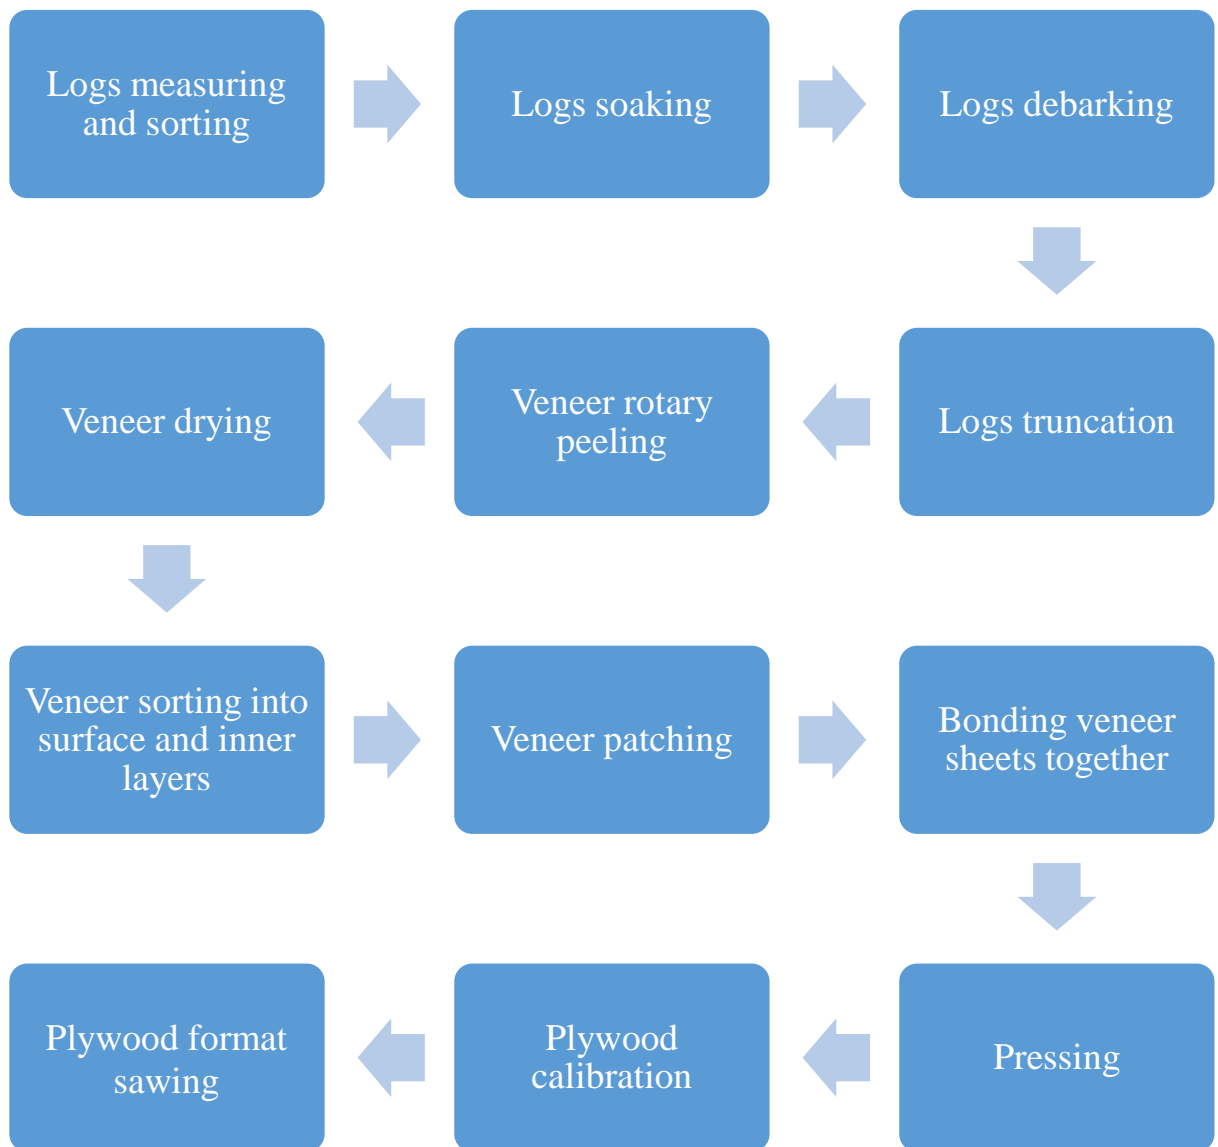 Logs measuring
and sorting
Logs soaking
Logs debarking
Logs truncation
Veneer rotary
peeling
Veneer drying
Veneer sorting into
surface and inner
layers
Veneer patching
Bonding veneer
sheets together
Pressing
Plywood
calibration
Plywood format
sawing